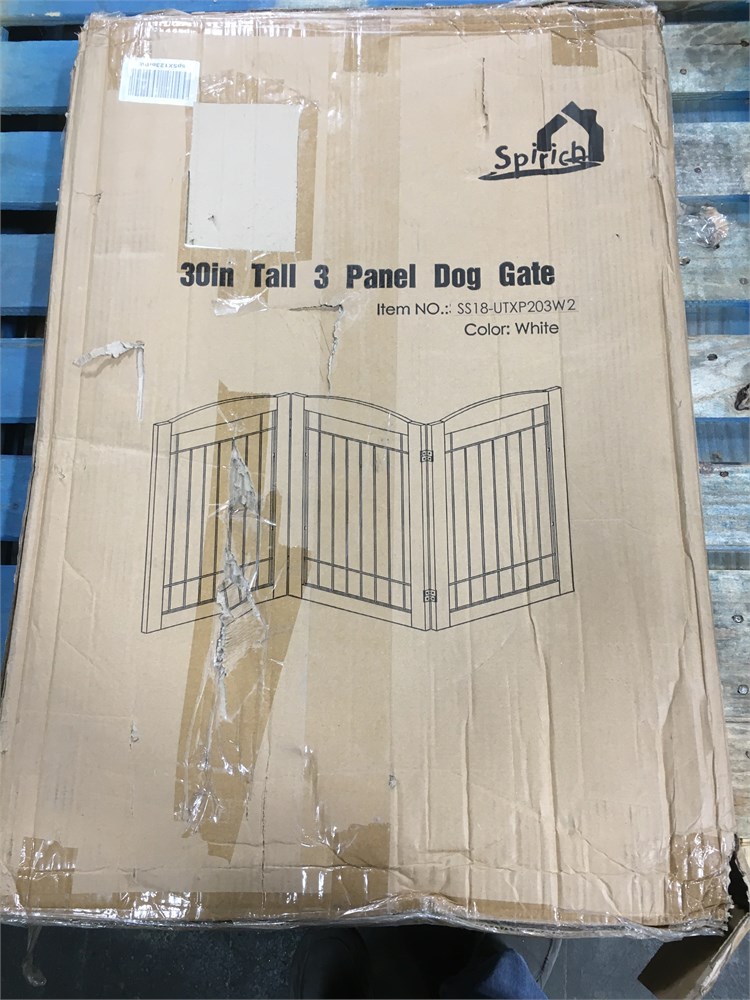 Spirich
30in Tall 3 Panel Dog Gate
Item NO.: SS18-UTXP203W2
Color: White